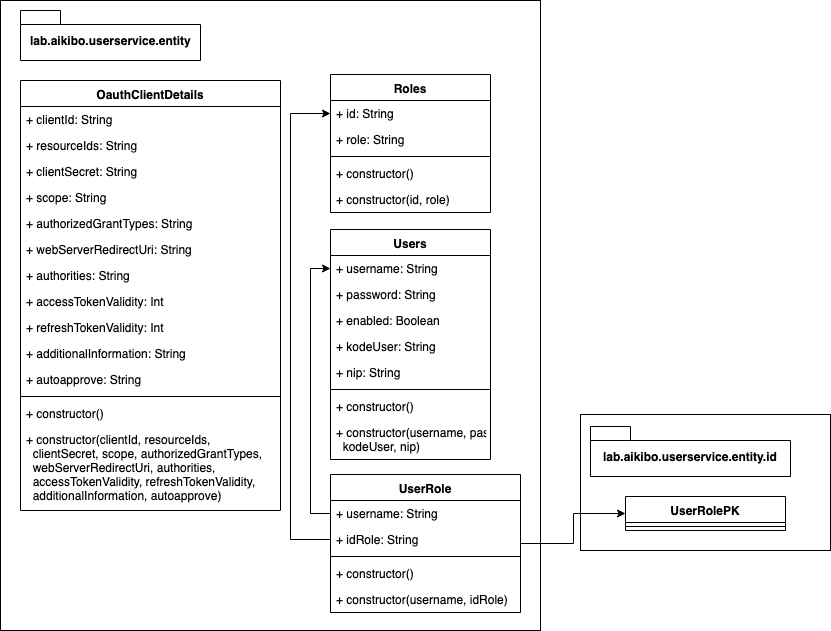 lab.aikibo.userservice.entity
OauthClientDetails
+ clientId: String
+ resourceIds: String
+ clientSecret: String
+ scope: String
+ authorizedGrantTypes: String
+ webServerRedirectUri: String
+ authorities: String
+ accessTokenValidity: Int
+ refreshTokenValidity: Int
+ additionalInformation: String
+ autoapprove: String
+ constructor()
+ constructor(clientId, resourceIds,
clientSecret, scope, authorizedGrantTypes,
webServerRedirectUri, authorities,
accessTokenValidity, refreshTokenValidity,
additionalInformation, autoapprove)
Roles
+ id: String
+ role: String
+ constructor()
+ constructor(id, role)
Users
+ username: String
+ password: String
+ enabled: Boolean
+ kodeUser: String
+ nip: String
+ constructor()
+ constructor(username, pas
kodeUser, nip)
UserRole
+ username: String
+ idRole: String
+ constructor()
+ constructor(username, idRole)
lab.aikibo.userservice.entity.id
UserRolePK